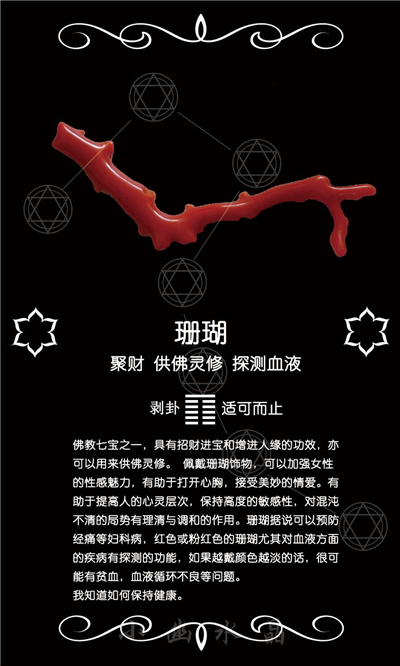 珊瑚
聚财 供佛灵修 探测血液
剥卦 适可而止
佛教七宝之一，具有招财进宝和增进人缘的功效，亦
可以用来供佛灵修。 佩戴珊瑚饰物，可以加强女性
的性感魅力，有助于打开心胸，接受美妙的情爱。有
助于提高人的心灵层次，保持高度的敏感性，对混沌
不清的局势有理清与调和的作用。珊瑚据说可以预防
经痛等妇科病，红色或粉红色的珊瑚尤其对血液方面
的疾病有探测的功能，如果越戴颜色越淡的话，很可
能有贫血，血液循环不良等问题。
我知道如何保持健康。
小幽水晶